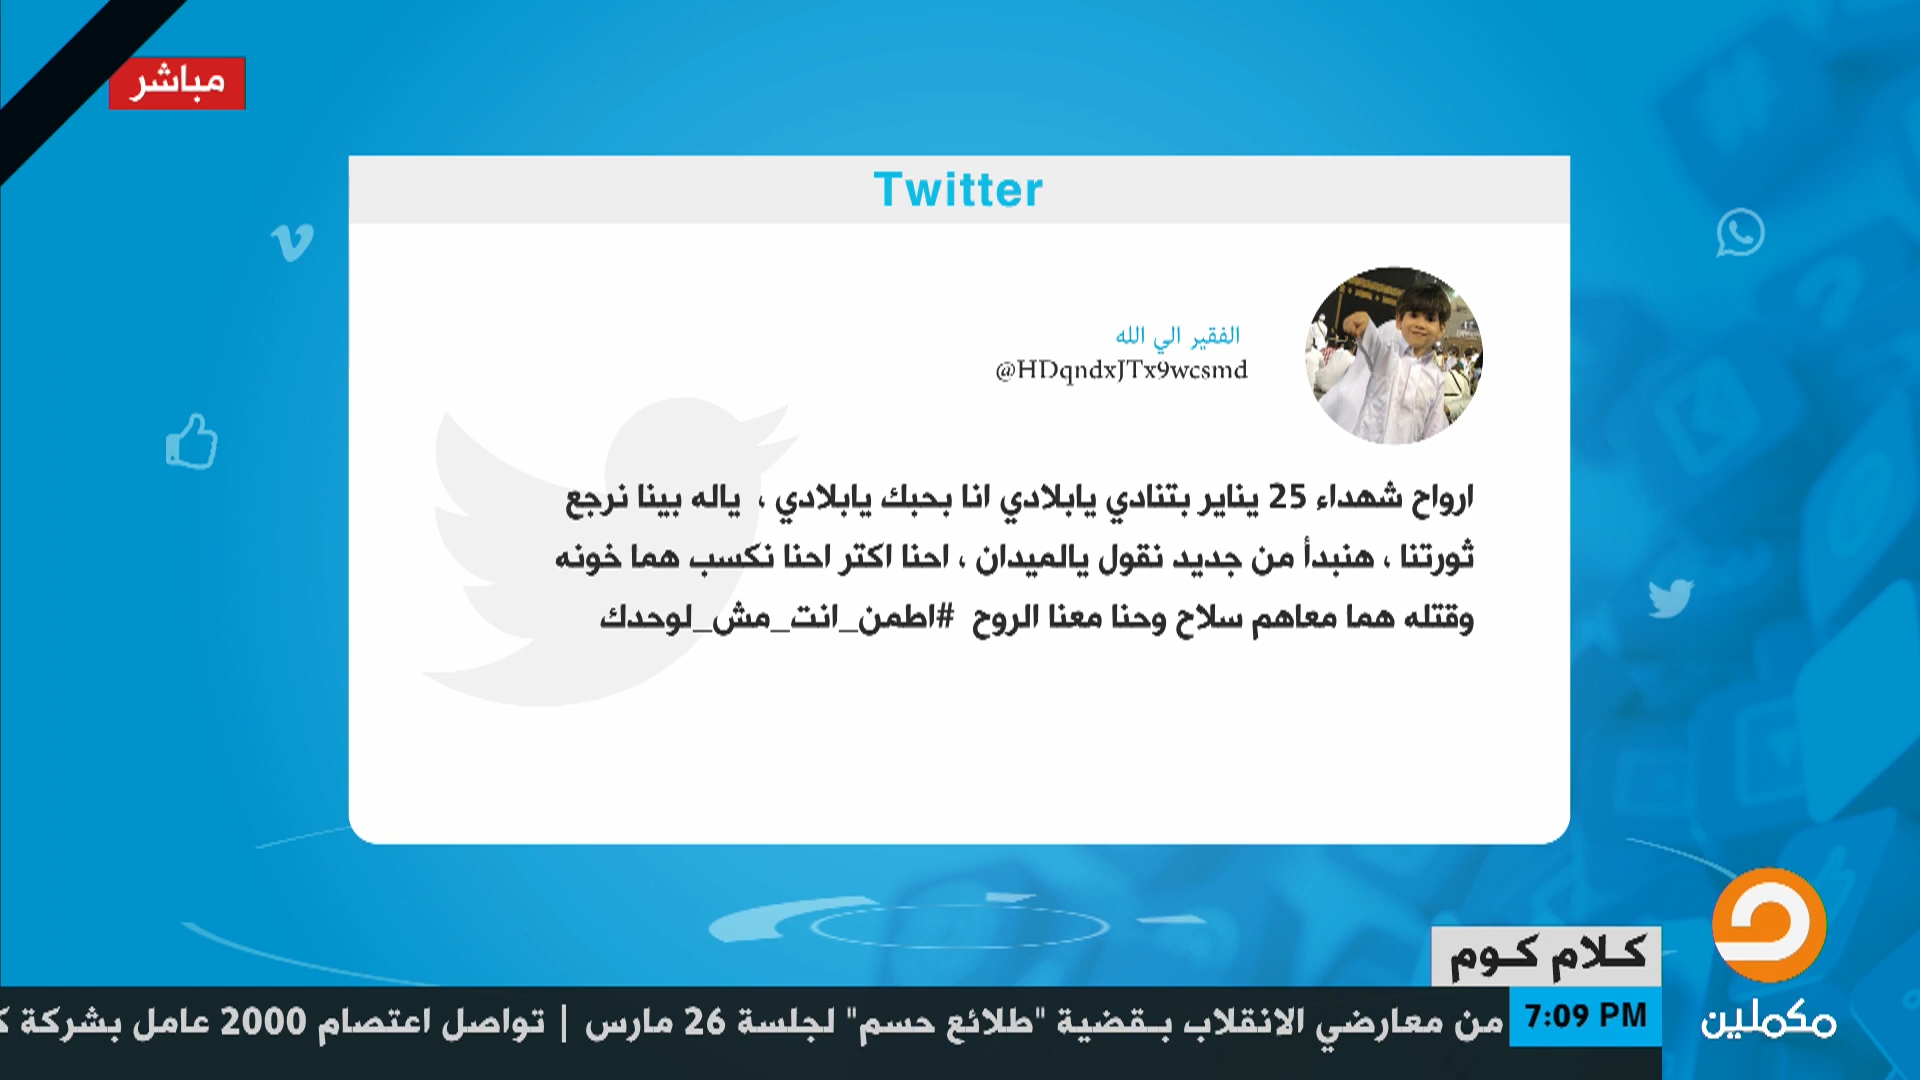 مباشر
Twitter
الفقير الي الله
@HDqndxJTx9wcsmd
ارواح شهداء 25 يناير بتنادي يابلادي انا بحبك يابلادي ، ياله بينا نرجع
ثورتنا ، هنبدأ من جديد نقول يالميدان ، احنا اكتر احنا نكسب هما خونه
وقتله هما معاهم سلاح وحنا معنا الروح #اطمن_انت_مش_لوحدك
كلام كوم
7:09 PM
من معارضي الانقلاب بـقضية "طلائع حسم" لجلسة 26 مارس | تواصل اعتصام 2000 عامل بشركة
مكملين